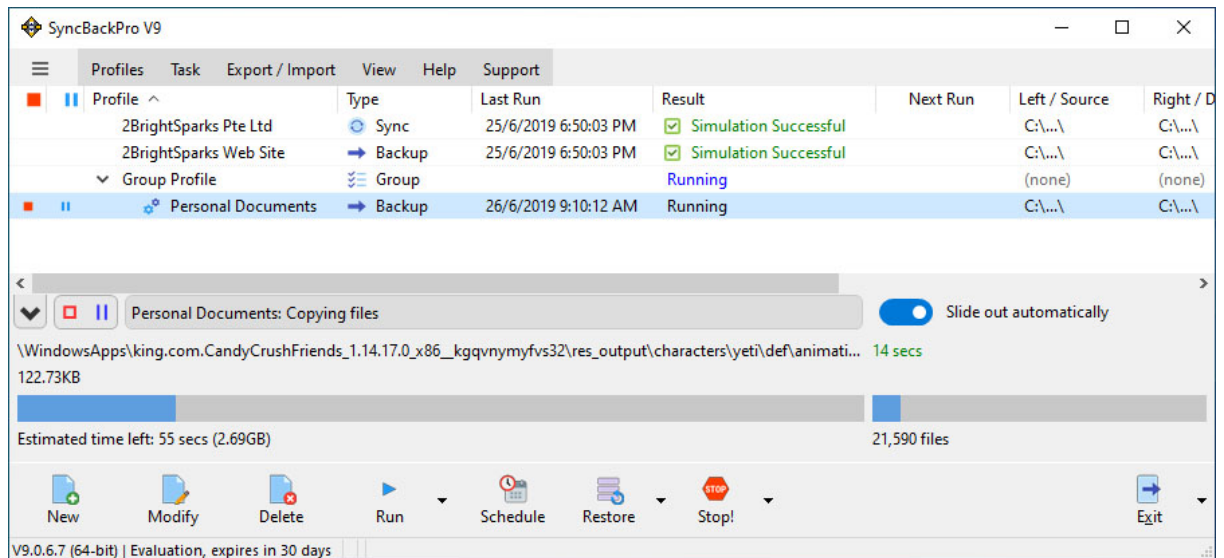 SyncBackPro V9
Profiles Task Export / Import View Help Support
Profile Type Last Run Result Next Run Left / Source Right / D
2BrightSparks Pte Ltd Sync 25/6/2019 6:50:03 PM Simulation Successful C:\...\ C:\...\
2BrightSparks Web Site Backup 25/6/2019 6:50:03 PM Simulation Successful C:\...\ C:\...\
Group Profile Group Running (none) (none)
Personal Documents Backup 26/6/2019 9:10:12 AM Running C:\...\ C:\...\
Personal Documents: Copying files Slide out automatically
\WindowsApps\king.com.CandyCrushFriends_1.14.17.0_x86__kgqvnymyfvs32\res_output\characters\yeti\def\animati... 14 secs
122.73KB
Estimated time left: 55 secs (2.69GB) 21,590 files
STOP
New Modify Delete Run Schedule Restore Stop! Exit
V9.0.6.7 (64-bit) | Evaluation, expires in 30 days